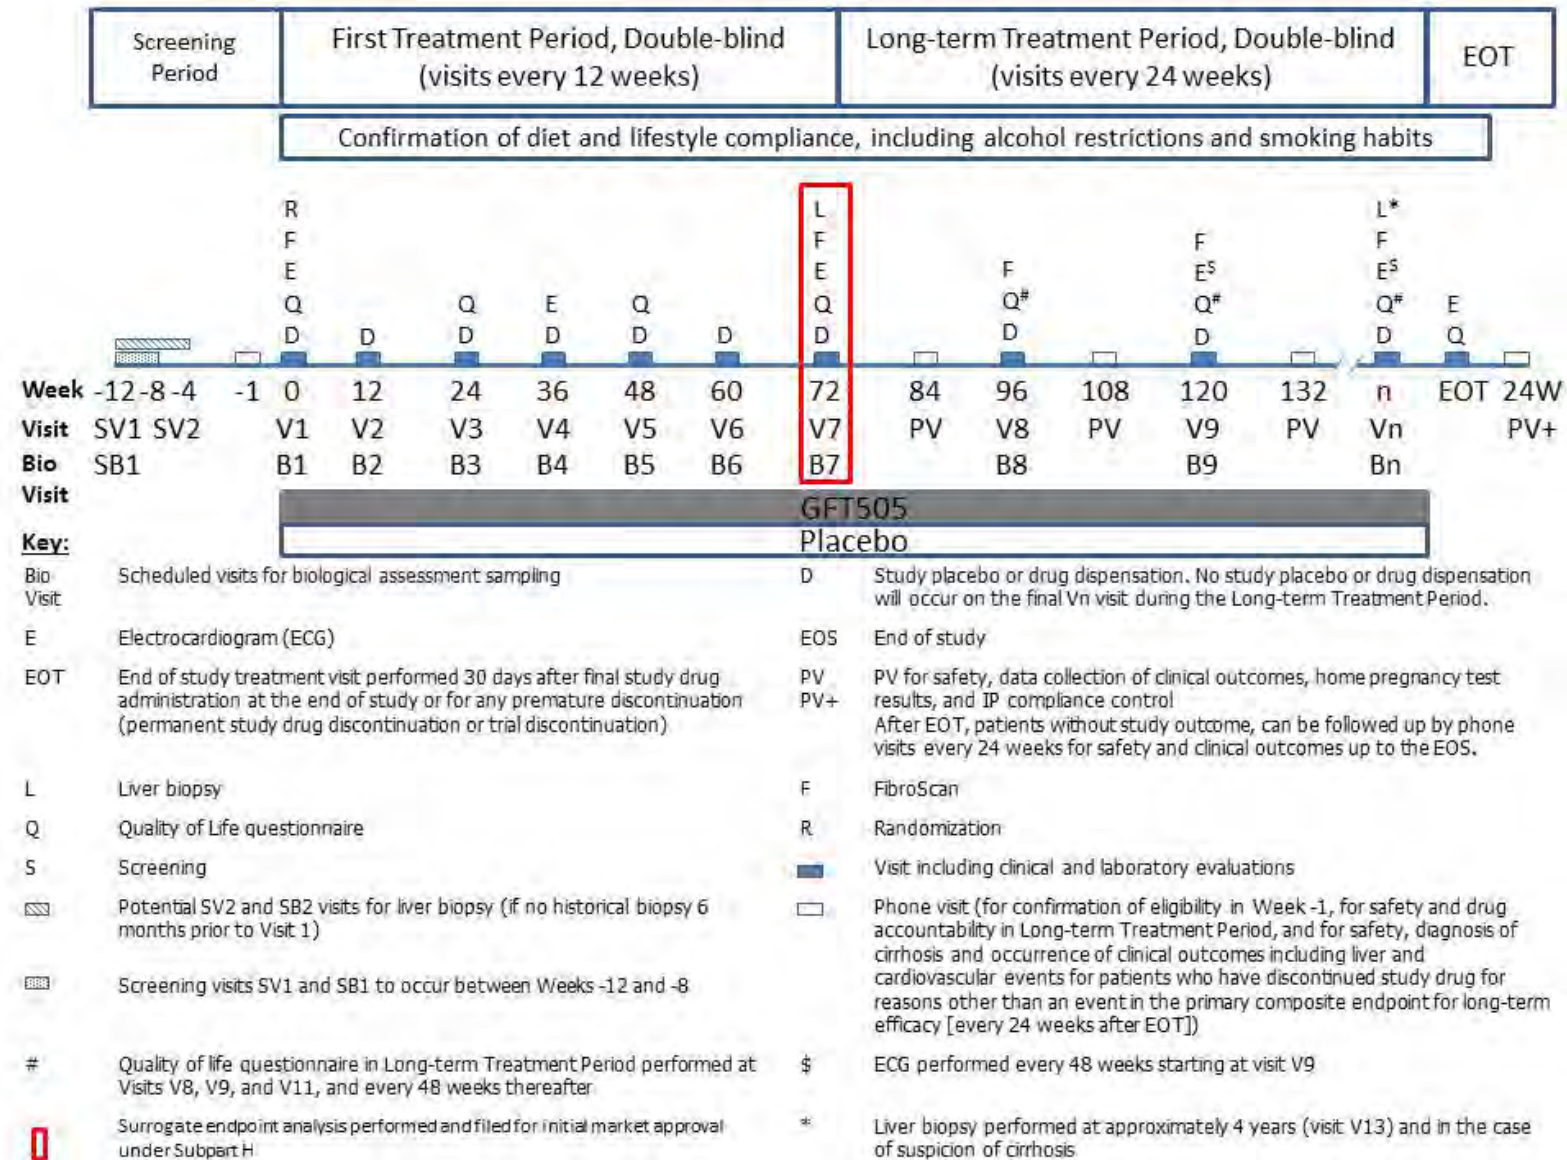 Screening
Period
First Treatment Period, Double-blind
(visits every 12 weeks)
Long-term Treatment Period, Double-blind
(visits every 24 weeks)
EOT
Confirmation of diet and lifestyle compliance, including alcohol restrictions and smoking habits
R L L*
F F F F
E E F E$ E$
Q Q E Q Q Q# Q# Q# E
D D D D D D D D D D Q
Week -12 -8 -4 -1 0 12 24 36 48 60 72 84 96 108 120 132 n EOT 24W
Visit SV1 SV2 V1 V2 V3 V4 V5 V6 V7 PV V8 PV V9 PV Vn PV+
Bio SB1 B1 B2 B3 B4 B5 B6 B7 B8 B9 Bn
Visit
GFT505
Placebo
Key:
Bio Scheduled visits for biological assessment sampling
Visit
E Electrocardiogram (ECG)
EOT End of study treatment visit performed 30 days after final study drug
administration at the end of study or for any premature discontinuation
(permanent study drug discontinuation or trial discontinuation)
L Liver biopsy
Q Quality of Life questionnaire
S Screening
Potential SV2 and SB2 visits for liver biopsy (if no historical biopsy 6
months prior to Visit 1)
Screening visits SV1 and SB1 to occur between Weeks -12 and -8
# Quality of life questionnaire in Long-term Treatment Period performed at
Visits V8, V9, and V11, and every 48 weeks thereafter
Surrogate endpoint analysis performed and filed for initial market approval
under Subpart H
D Study placebo or drug dispensation. No study placebo or drug dispensation
will occur on the final Vn visit during the Long-term Treatment Period.
EOS End of study
PV PV for safety, data collection of clinical outcomes, home pregnancy test
PV+ results, and IP compliance control
After EOT, patients without study outcome, can be followed up by phone
visits every 24 weeks for safety and clinical outcomes up to the EOS.
F FibroScan
R Randomization
Visit including clinical and laboratory evaluations
Phone visit (for confirmation of eligibility in Week -1, for safety and drug
accountability in Long-term Treatment Period, and for safety, diagnosis of
cirrhosis and occurrence of clinical outcomes including liver and
cardiovascular events for patients who have discontinued study drug for
reasons other than an event in the primary composite endpoint for long-term
efficacy [every 24 weeks after EOT])
$ ECG performed every 48 weeks starting at visit V9
* Liver biopsy performed at approximately 4 years (visit V13) and in the case
of suspicion of cirrhosis